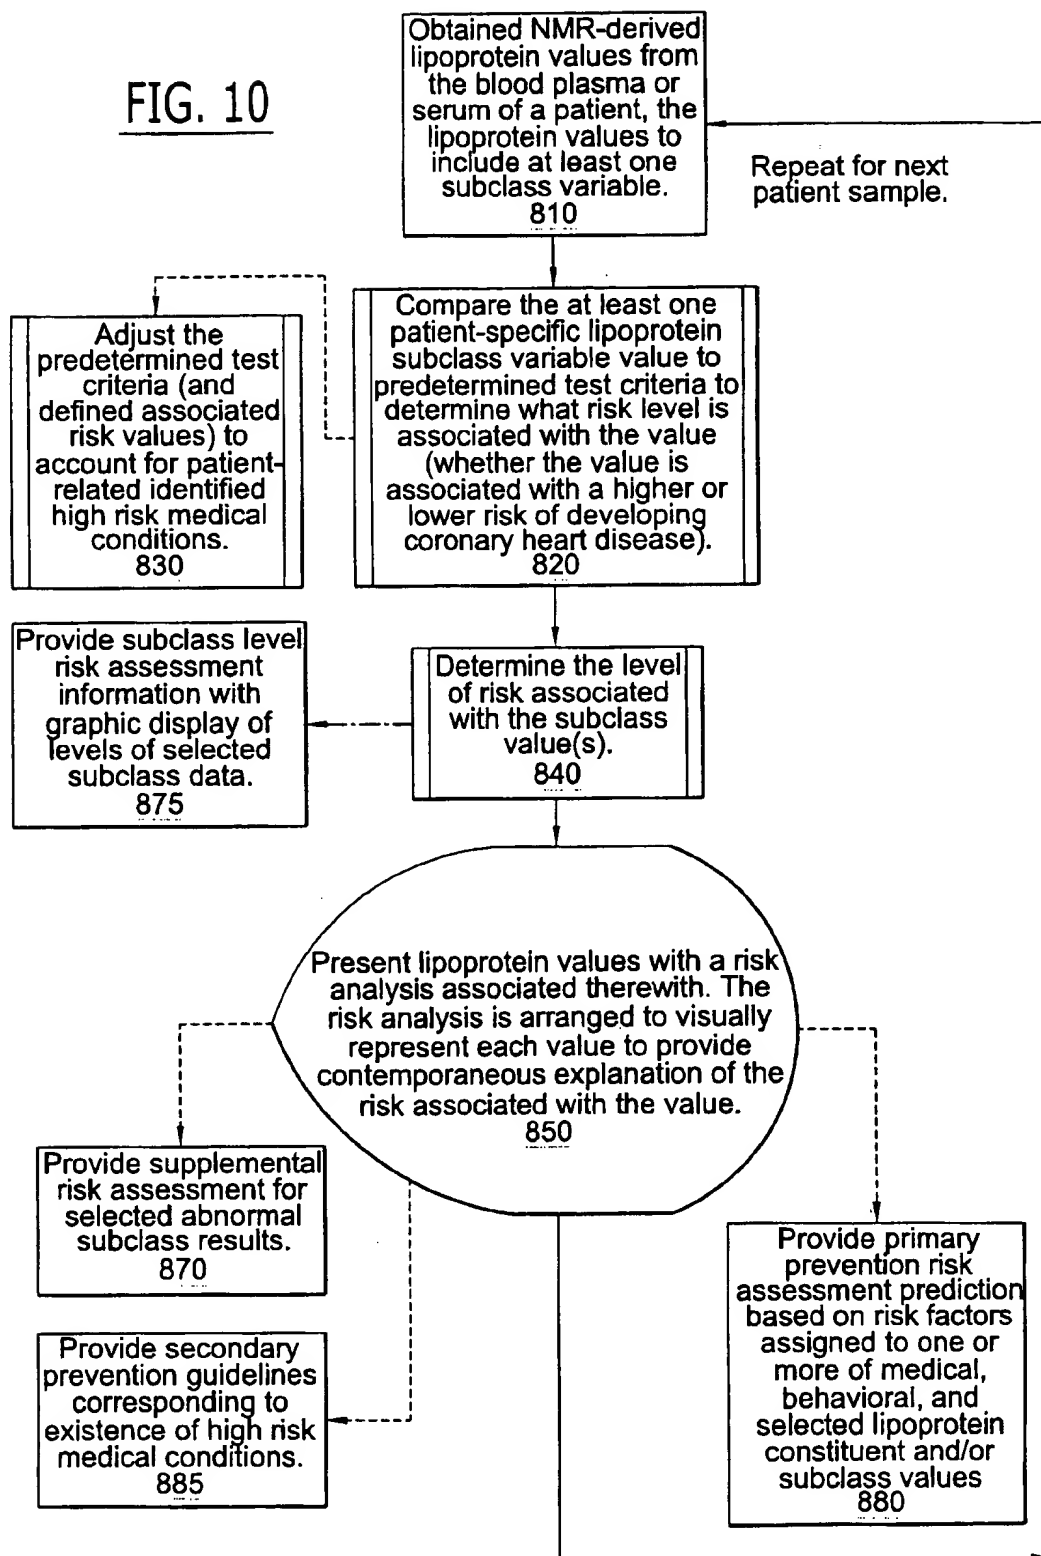 FIG. 10
Obtained NMR-derived
lipoprotein values from
the blood plasma or
serum of a patient, the
lipoprotein values to
include at least one
subclass variable.
810
Repeat for next
patient sample.
Adjust the
predetermined test
criteria (and
defined associated
risk values) to
account for patient-
related identified
high risk medical
conditions.
830
Compare the at least one
patient-specific lipoprotein
subclass variable value to
predetermined test criteria to
determine what risk level is
associated with the value
(whether the value is
associated with a higher or
lower risk of developing
coronary heart disease).
820
Provide subclass level
risk assessment
information with
graphic display of
levels of selected
subclass data.
875
Determine the level
of risk associated
with the subclass
value(s).
840
Present lipoprotein values with a risk
analysis associated therewith. The
risk analysis is arranged to visually
represent each value to provide
contemporaneous explanation of the
risk associated with the value.
850
Provide supplemental
risk assessment for
selected abnormal
subclass results.
870
Provide secondary
prevention guidelines
corresponding to
existence of high risk
medical conditions.
885
Provide primary
prevention risk
assessment prediction
based on risk factors
assigned to one or
more of medical,
behavioral, and
selected lipoprotein
constituent and/or
subclass values
880